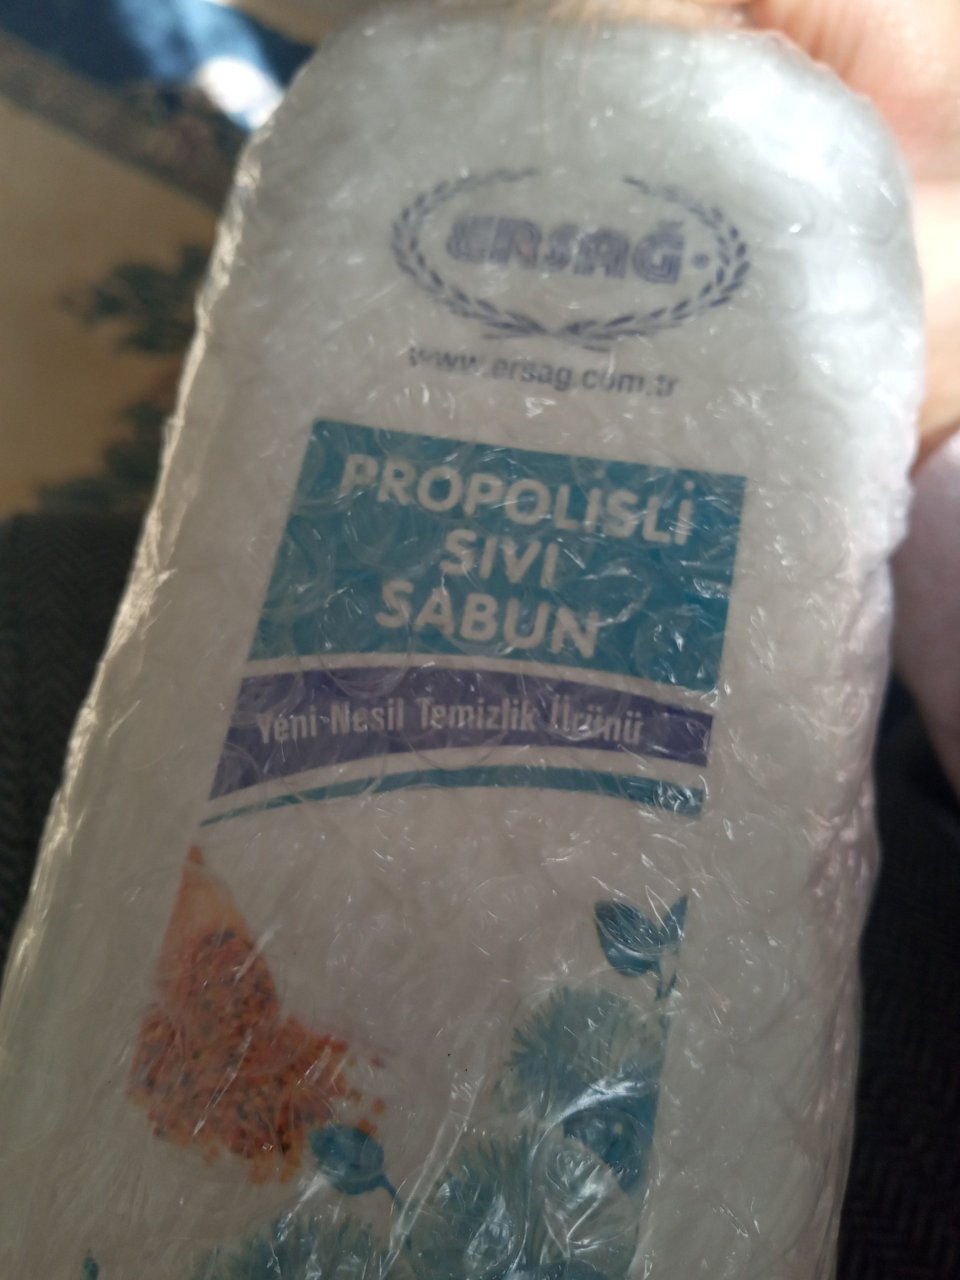 ERSAĞ
www.ersag.com.tr
PROPOLİSLİ
SIVI
SABUN
Yeni Nesil Temizlik Ürünü